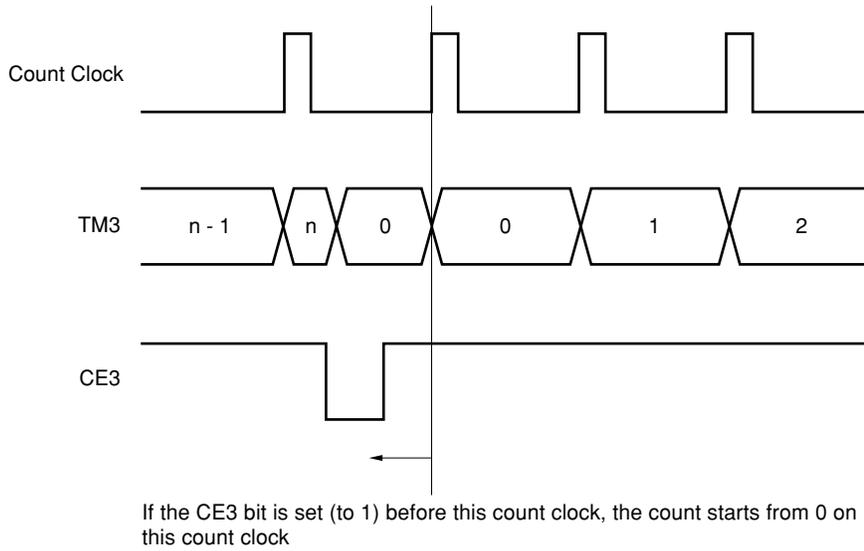 Count Clock
TM3
n - 1
n
0
0
1
2
CE3
If the CE3 bit is set (to 1) before this count clock, the count starts from 0 on
this count clock